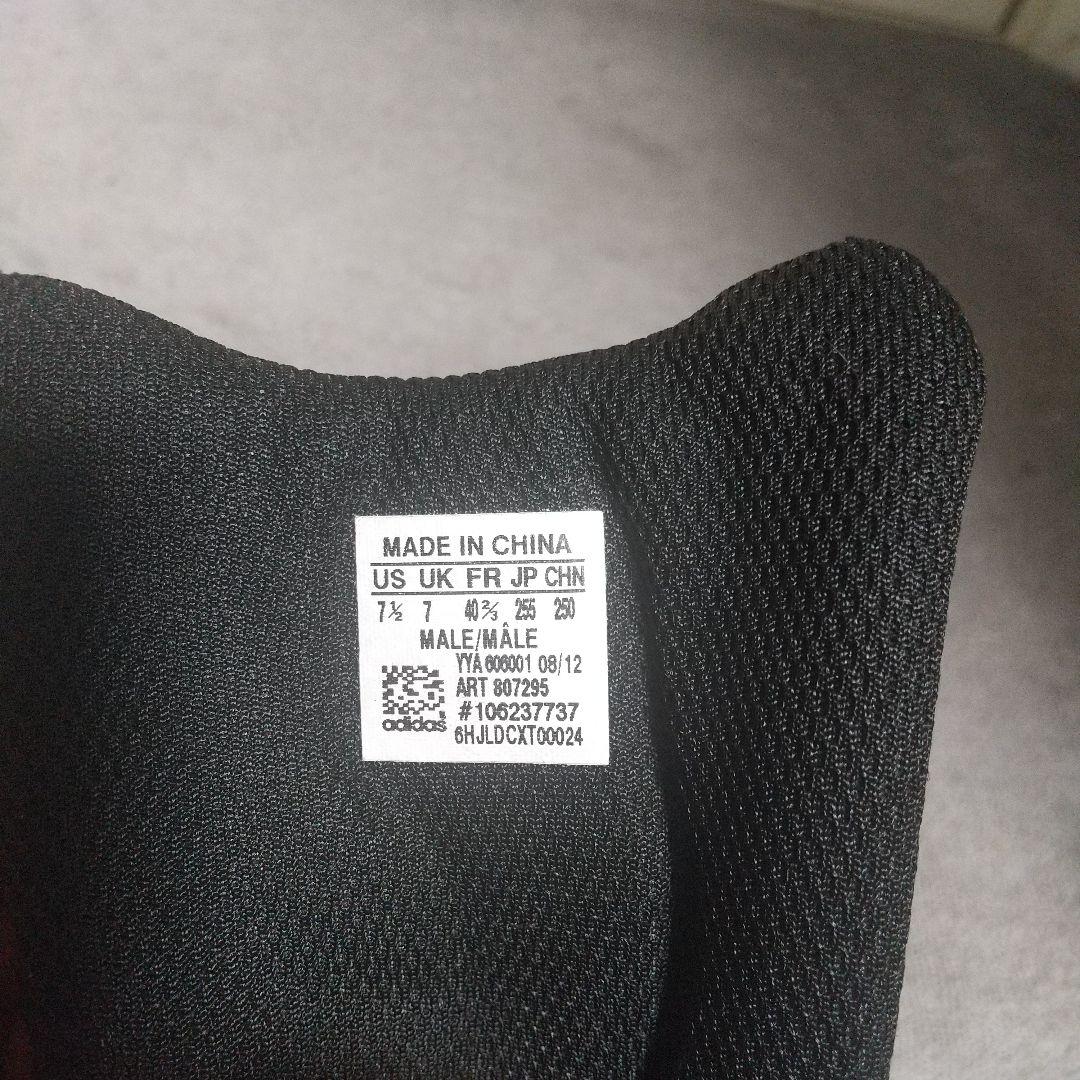 MADE IN CHINA
US UK FR JP CHN
7½ 7 40⅔ 255 250
MALE/MÂLE
YYA 606001 08/12
ART 807295
#106237737
adidas
6HJLDCXT00024